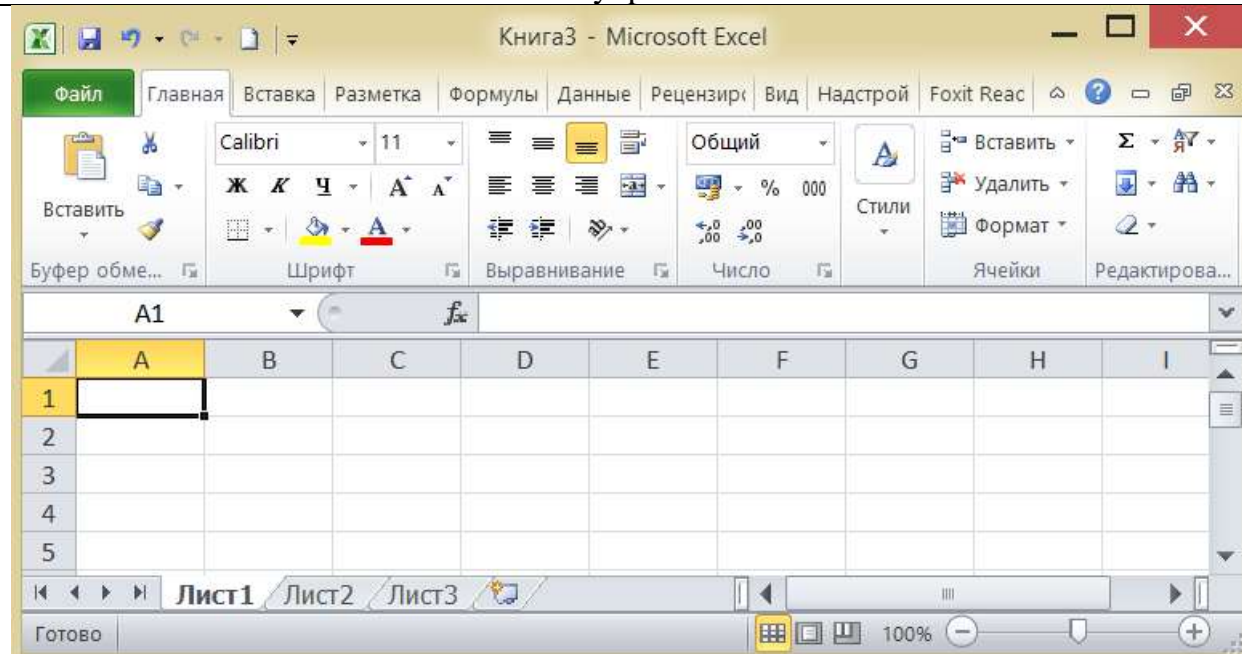 Книга3 - Microsoft Excel
Файл Главная Вставка Разметка Формулы Данные Рецензирс Вид Надстрой Foxit Reac
Calibri 11 Общий Вставить Σ
Ж К Ч A A % 000 Удалить
Вставить A Стили Формат
Буфер обме... Шрифт Выравнивание Число Ячейки Редактирова...
A1 fx
A B C D E F G H I
1
2
3
4
5
Лист1 Лист2 Лист3
Готово 100%